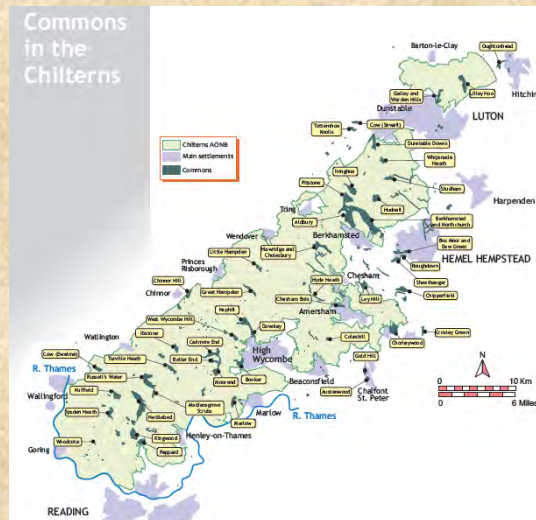 Commons
in the
Chilterns
Barton-le-Clay
Oughtonhead
Hitchin
Galley and
Warden Hills
Lilley Hoo
Dunstable
LUTON
Totternhoe
Knolls
Cow (Sewell)
Dunstable Down
Chilterns AONB
Main settlements
Commons
Whipsnade
Heath
Ivinghoe
Pitstone
Studham
Harpenden
Tring
Hudnall
Aldbury
Berkhamsted
and Northchurch
Wendover
Berkhamsted
Hawridge and
Cholesbury
Box Moor and
Dew Green
Little Hampden
HEMEL HEMPSTEAD
Roughdown
Princes
Risborough
Chesham
Sheethanger
Chinnor Hill
Hyde Heath
Chipperfield
Chinnor
Great Hampden
Chesham Bois
Ley Hill
Naphill
Amersham
West Wycombe Hill
Downley
Croxley Green
Watlington
Ibstone
Cadmore End
Coleshill
Chorleywood
Cow (Ewelme)
Turville Heath
Bolter End
High
Wycombe
Gold Hill
R. Thames
Russell's Water
Beaconsfield
N
Nuffield
Moorend
Booker
Austenwood
Chalfont
St. Peter
0
10 Km
Wallingford
Maidensgrove
Scrubs
Marlow
Marlow
0
6 Miles
Ipsden Heath
Nettlebed
R. Thames
Woodcote
Kingwood
Henley-on-Thames
Goring
Peppard
READING